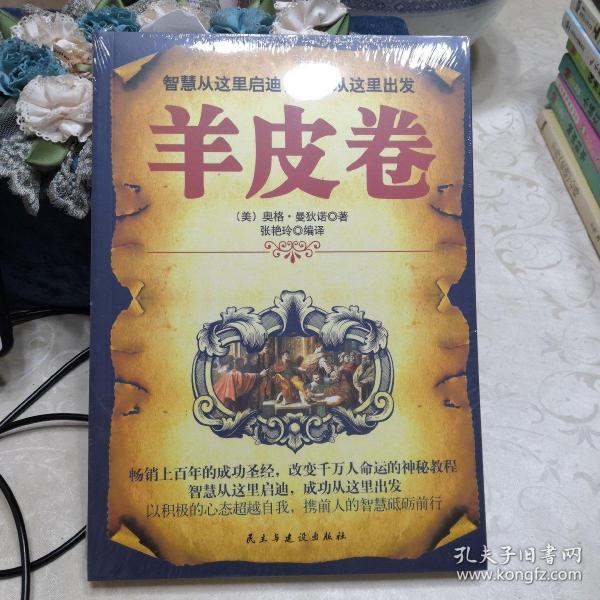 智慧从这里启迪 从这里出发
羊皮卷
（美）奥格·曼狄诺◎著
张艳玲◎编译
畅销上百年的成功圣经，改变千万人命运的神秘教程
智慧从这里启迪，成功从这里出发
以积极的心态超越自我，携前人的智慧砥砺前行
民主与建设出版社
孔夫子旧书网
www.kongfz.com